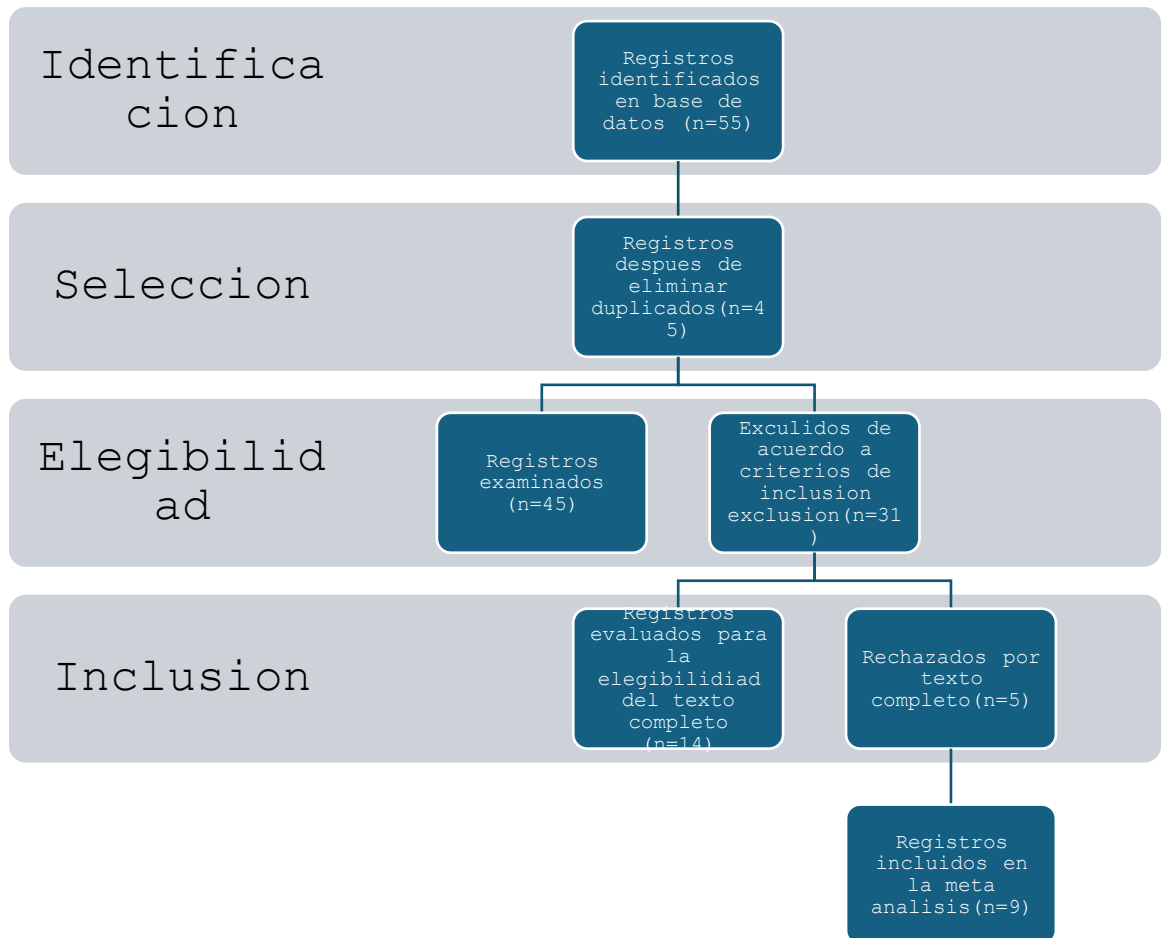 Identifica
cion
Registros
identificados
en base de
datos (n=55)
Seleccion
Registros
despues de
eliminar
duplicados(n=4
5)
Elegibilid
ad
Registros
examinados
(n=45)
Exculidos de
acuerdo a
criterios de
inclusion
exclusion(n=31
)
Inclusion
Registros
evaluados para
la
elegibilidiad
del texto
completo
(n=14)
Rechazados por
texto
completo(n=5)
Registros
incluidos en
la meta
analisis(n=9)